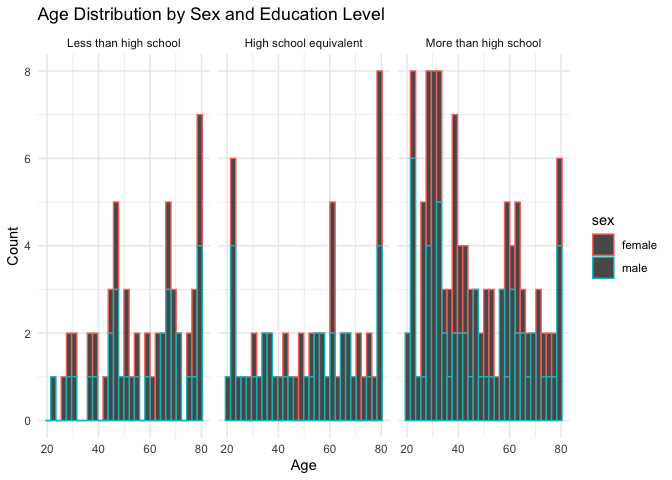 Age Distribution by Sex and Education Level
Less than high school
High school equivalent
More than high school
Count
8
6
4
2
0
20 40 60 80
20 40 60 80
20 40 60 80
Age
sex
female
male